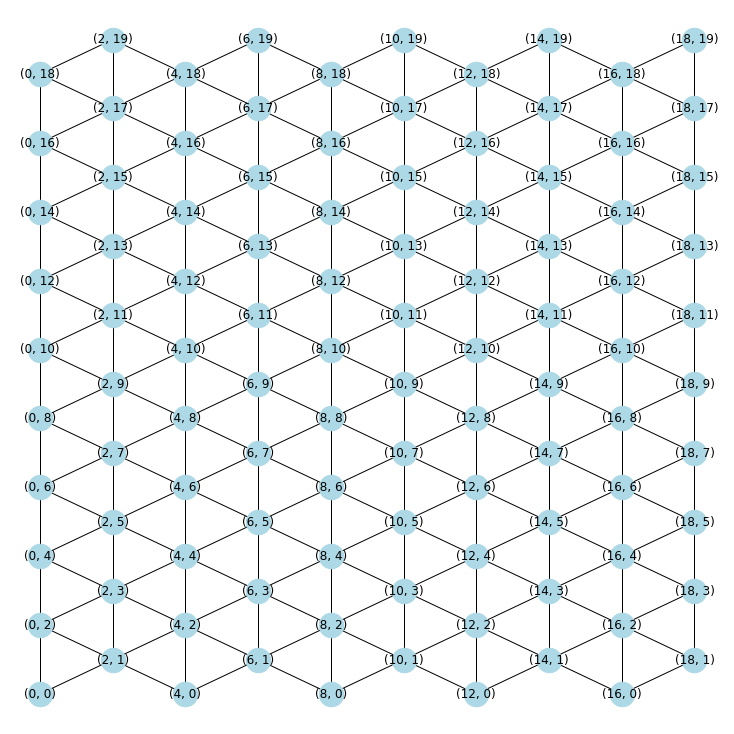 (2, 19) (6, 19) (10, 19) (14, 19) (18, 19)
(0, 18) (4, 18) (8, 18) (12, 18) (16, 18)
(2, 17) (6, 17) (10, 17) (14, 17) (18, 17)
(0, 16) (4, 16) (8, 16) (12, 16) (16, 16)
(2, 15) (6, 15) (10, 15) (14, 15) (18, 15)
(0, 14) (4, 14) (8, 14) (12, 14) (16, 14)
(2, 13) (6, 13) (10, 13) (14, 13) (18, 13)
(0, 12) (4, 12) (8, 12) (12, 12) (16, 12)
(2, 11) (6, 11) (10, 11) (14, 11) (18, 11)
(0, 10) (4, 10) (8, 10) (12, 10) (16, 10)
(2, 9) (6, 9) (10, 9) (14, 9) (18, 9)
(0, 8) (4, 8) (8, 8) (12, 8) (16, 8)
(2, 7) (6, 7) (10, 7) (14, 7) (18, 7)
(0, 6) (4, 6) (8, 6) (12, 6) (16, 6)
(2, 5) (6, 5) (10, 5) (14, 5) (18, 5)
(0, 4) (4, 4) (8, 4) (12, 4) (16, 4)
(2, 3) (6, 3) (10, 3) (14, 3) (18, 3)
(0, 2) (4, 2) (8, 2) (12, 2) (16, 2)
(2, 1) (6, 1) (10, 1) (14, 1) (18, 1)
(0, 0) (4, 0) (8, 0) (12, 0) (16, 0)